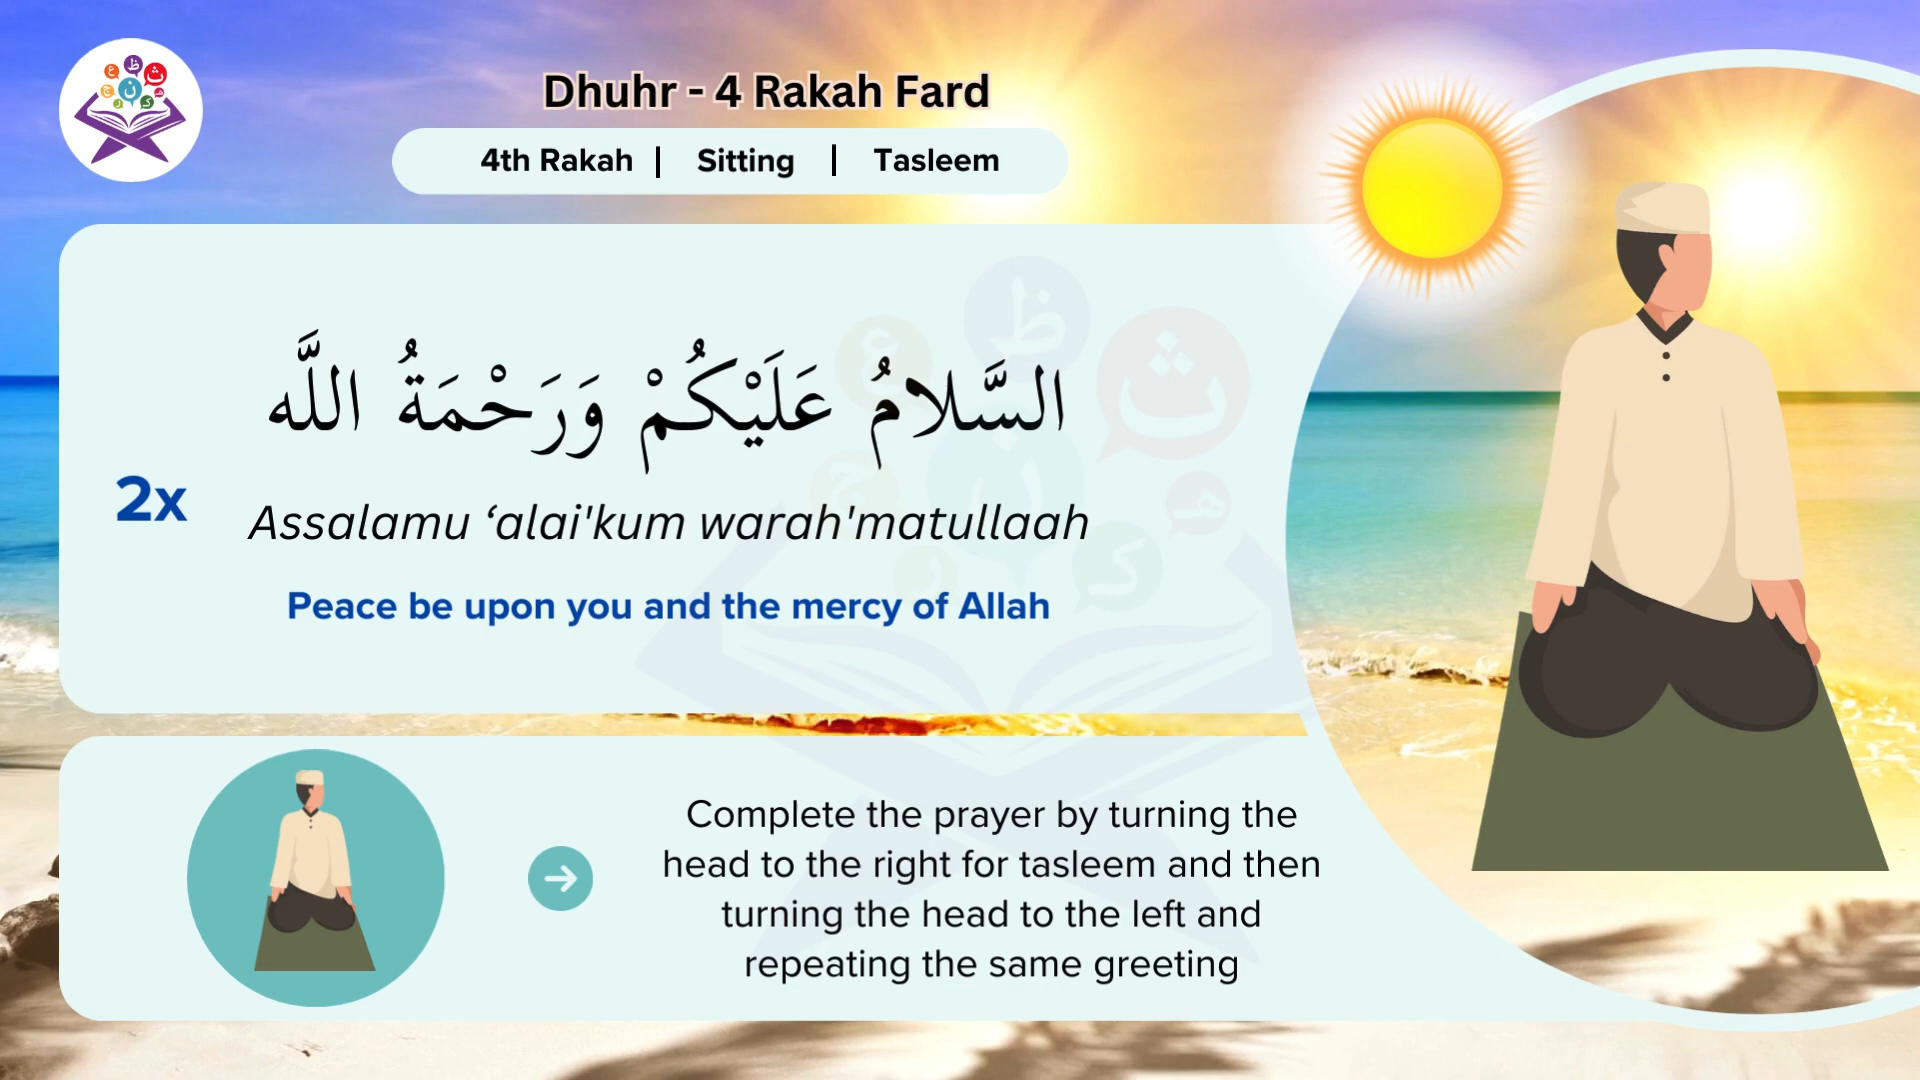 Dhuhr - 4 Rakah Fard
4th Rakah | Sitting | Tasleem
السَّلامُ عَلَيْكُمْ وَرَحْمَةُ اللَّه
2x
Assalamu ‘alai'kum warah'matullaah
Peace be upon you and the mercy of Allah
Complete the prayer by turning the
head to the right for tasleem and then
turning the head to the left and
repeating the same greeting